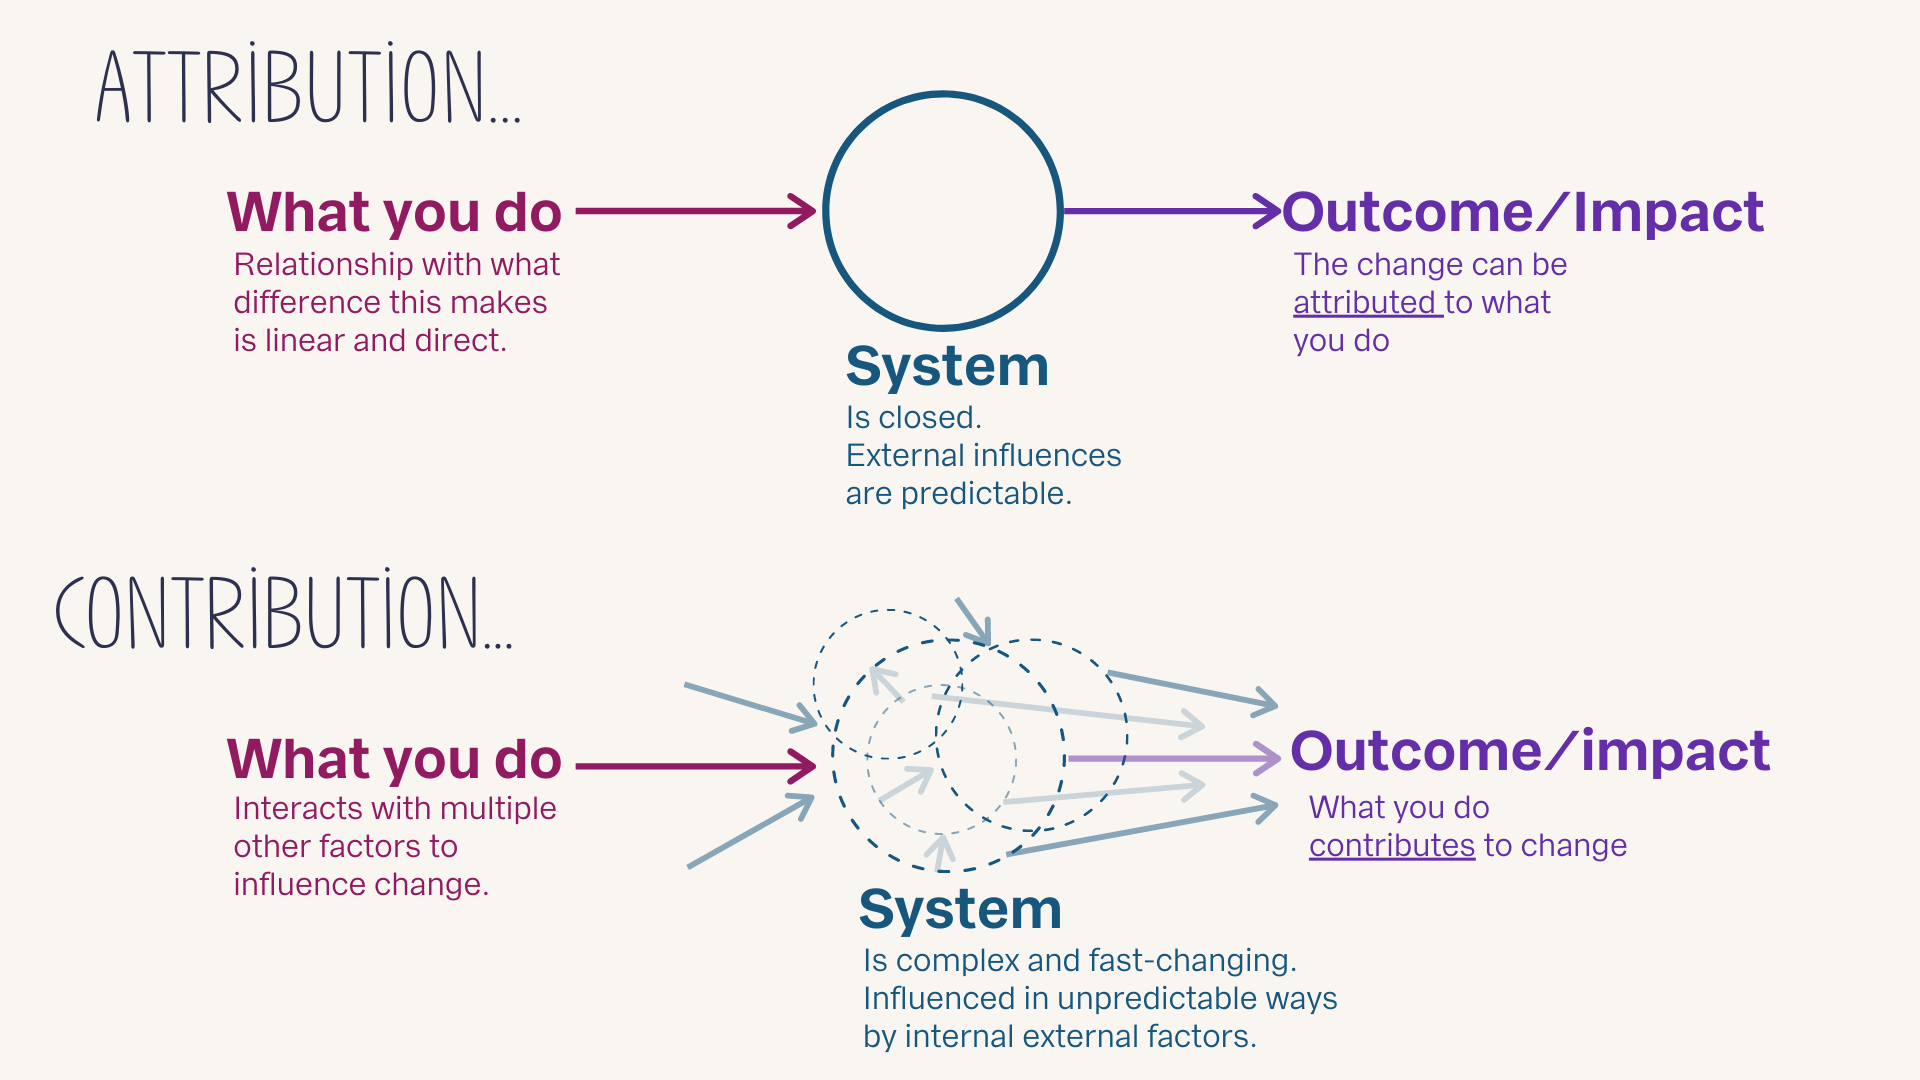 ATTRIBUTION...
What you do
Relationship with what
difference this makes
is linear and direct.
System
Is closed.
External influences
are predictable.
Outcome/Impact
The change can be
attributed to what
you do
CONTRIBUTION...
What you do
Interacts with multiple
other factors to
influence change.
System
Is complex and fast-changing.
Influenced in unpredictable ways
by internal external factors.
Outcome/impact
What you do
contributes to change